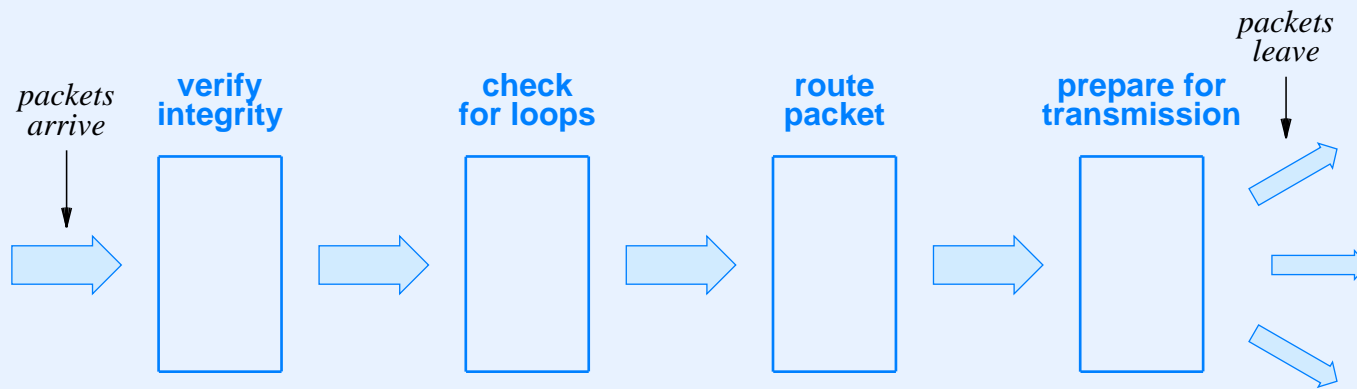 packets
arrive
verify
integrity
check
for loops
route
packet
prepare for
transmission
packets
leave